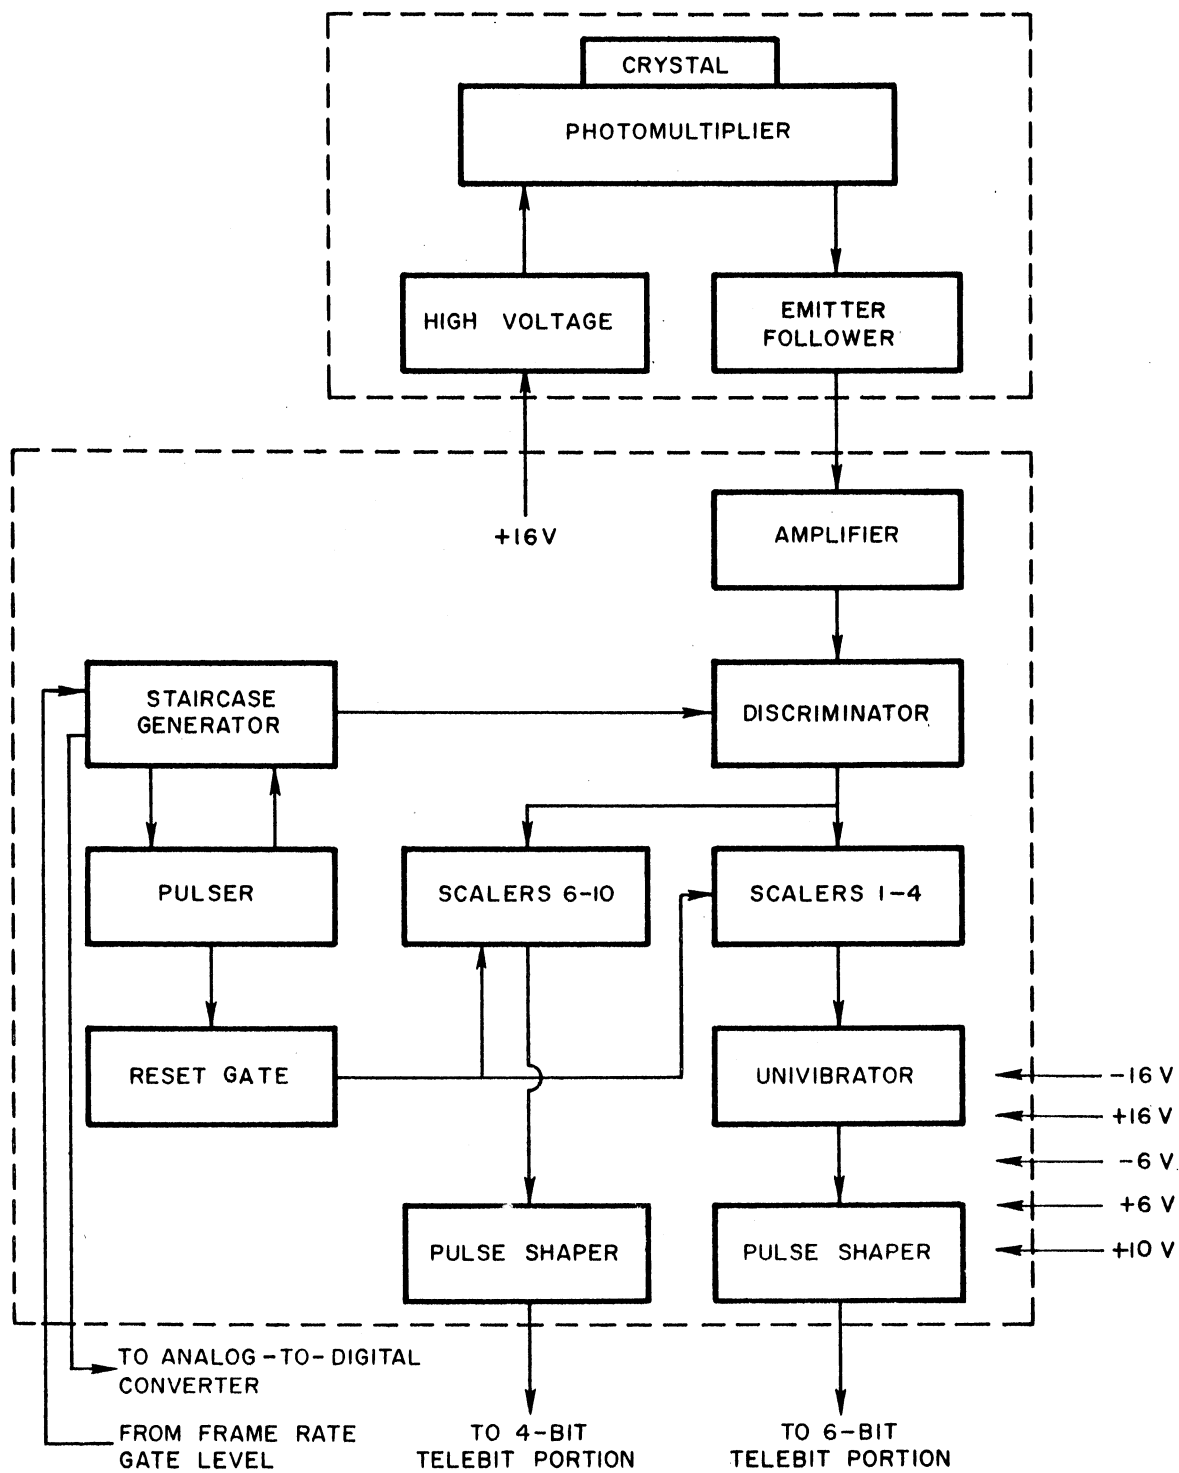 CRYSTAL
PHOTOMULTIPLIER
HIGH VOLTAGE
EMITTER
FOLLOWER
+16V
AMPLIFIER
STAIRCASE
GENERATOR
DISCRIMINATOR
PULSER
SCALERS 6-10
SCALERS 1-4
RESET GATE
UNIVIBRATOR
-16 V
+16 V
-6 V
+6 V
+10 V
PULSE SHAPER
PULSE SHAPER
TO ANALOG-TO-DIGITAL
CONVERTER
FROM FRAME RATE
GATE LEVEL
TO 4-BIT
TELEBIT PORTION
TO 6-BIT
TELEBIT PORTION